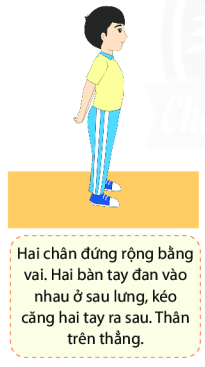 Hai chân đứng rộng bằng
vai. Hai bàn tay đan vào
nhau ở sau lưng, kéo
căng hai tay ra sau. Thân
trên thẳng.